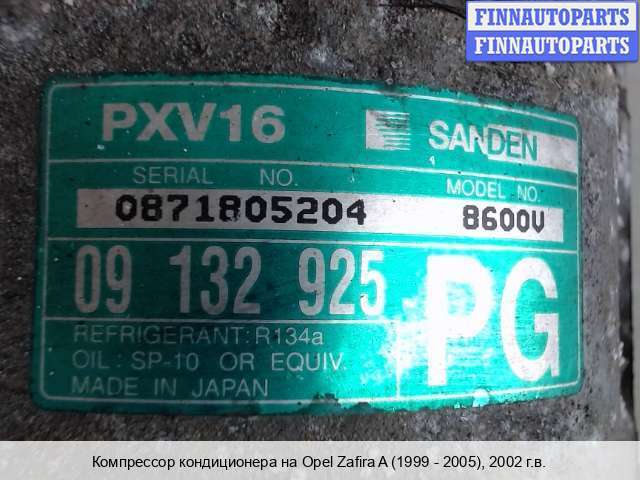 FINNAUTOPARTS
FINNAUTOPARTS
PXV16 SANDEN
SERIAL NO. MODEL NO.
0871805204 8600V
09 132 925 PG
REFRIGERANT: R134a
OIL: SP-10 OR EQUIV.
MADE IN JAPAN
Компрессор кондиционера на Opel Zafira A (1999 - 2005), 2002 г.в.